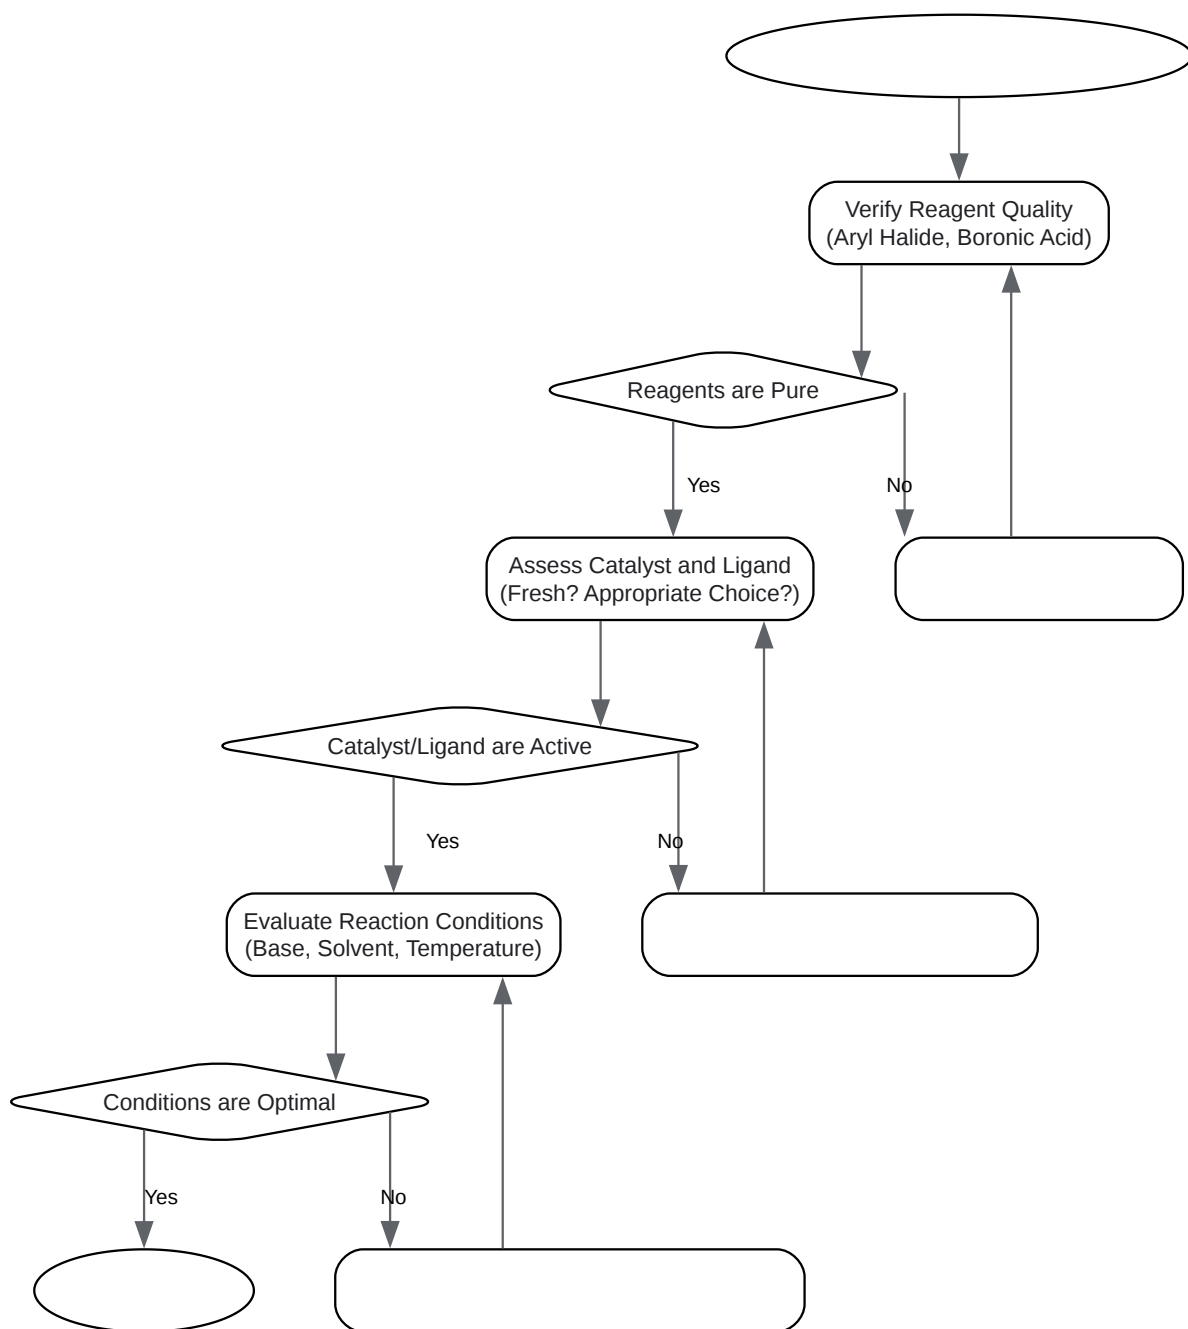 Verify Reagent Quality
(Aryl Halide, Boronic Acid)
Reagents are Pure
Yes
No
Assess Catalyst and Ligand
(Fresh? Appropriate Choice?)
Catalyst/Ligand are Active
Yes
No
Evaluate Reaction Conditions
(Base, Solvent, Temperature)
Conditions are Optimal
Yes
No